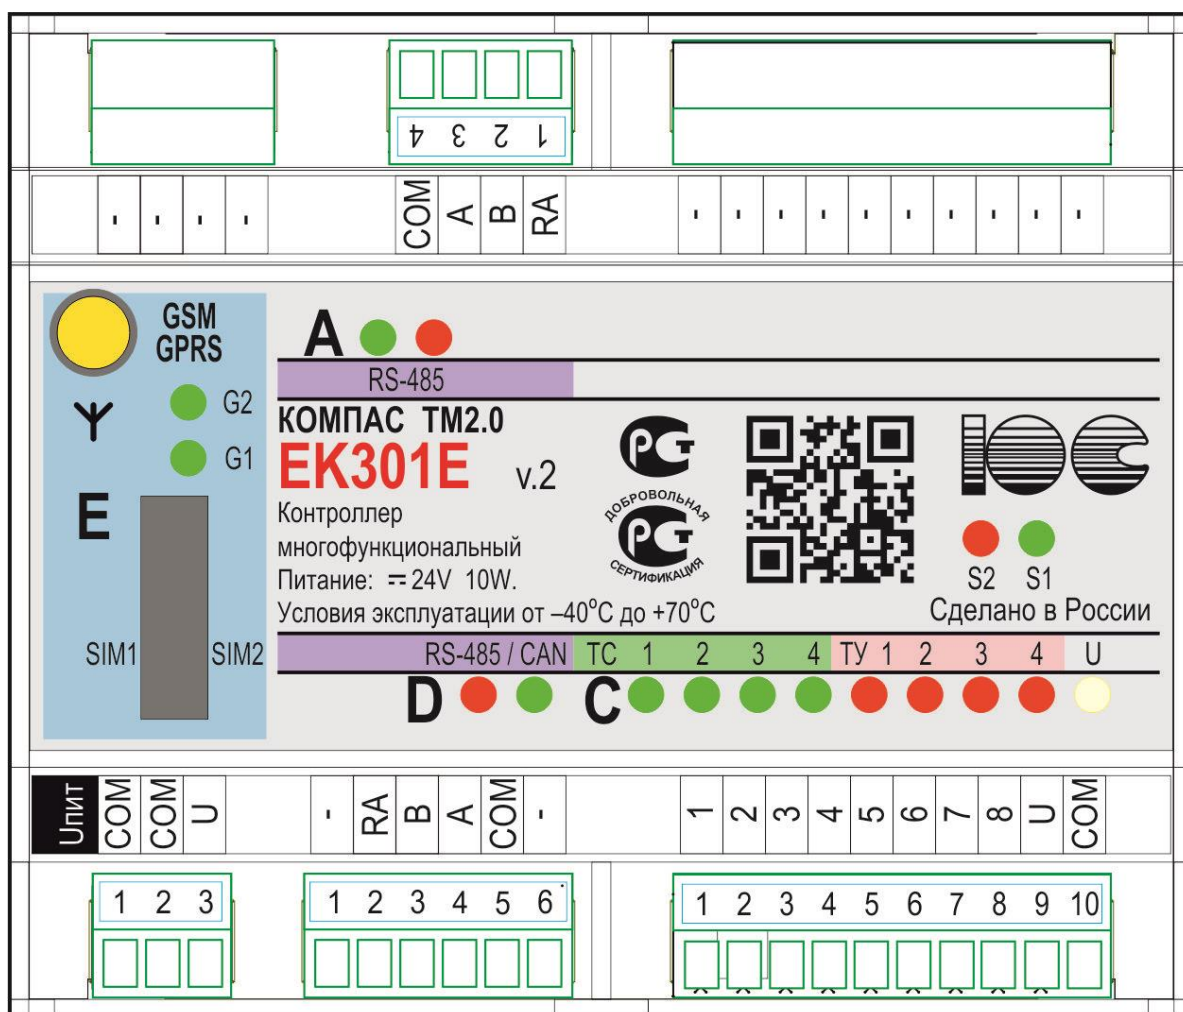 4 3 2 1
- - - -
COM A B RA
- - - - - - - - - -
GSM
GPRS
A
RS-485
G2
G1
E
SIM1
SIM2
КОМПАС ТМ2.0
EK301E v.2
Контроллер
многофункциональный
Питание: ⎓ 24V 10W.
Условия эксплуатации от –40°C до +70°C
РСТ
ДОБРОВОЛЬНАЯ
РСТ
СЕРТИФИКАЦИЯ
ЮС
S2 S1
Сделано в России
RS-485 / CAN ТС 1 2 3 4 ТУ 1 2 3 4 U
D C
Uпит COM COM U
- RA B A COM -
1 2 3 4 5 6 7 8 U COM
1 2 3
1 2 3 4 5 6
1 2 3 4 5 6 7 8 9 10